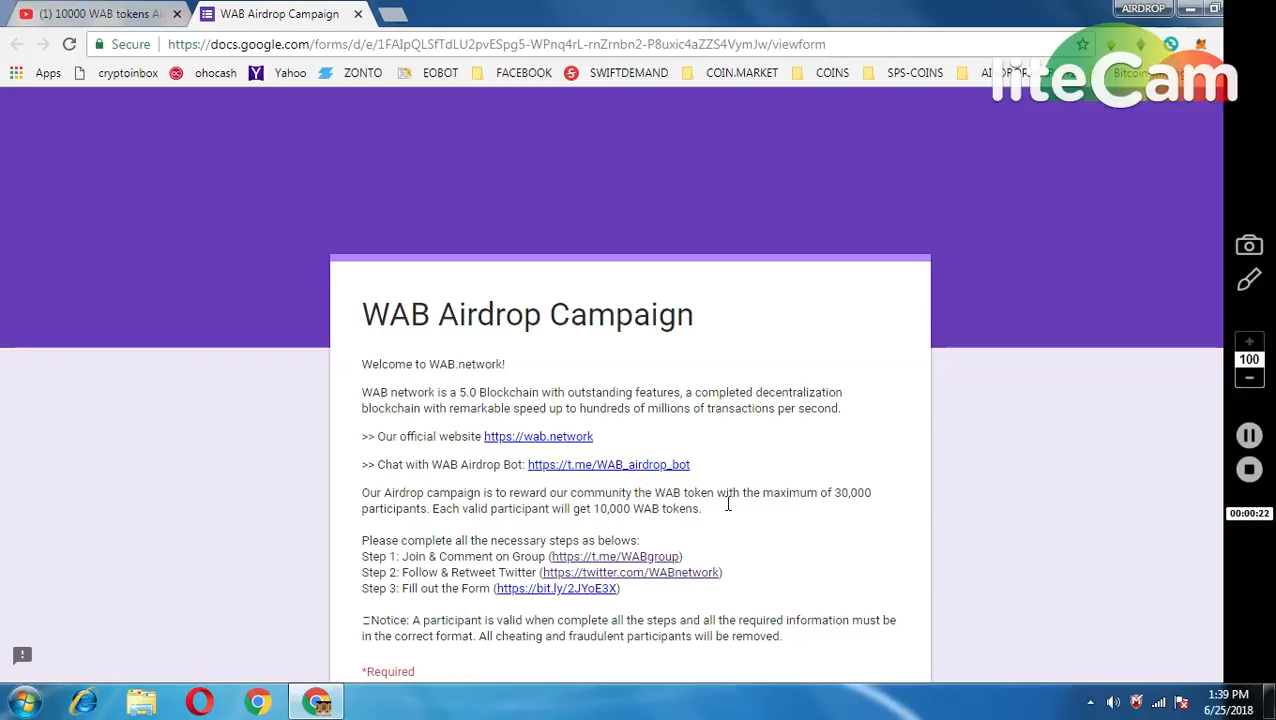 (1) 10000 WAB tokens Ai
WAB Airdrop Campaign
AIRDROP
Secure
https://docs.google.com/forms/d/e/1FAIpQLSfTdLU2pvESpg5-WPnq4rL-rnZrnbn2-P8uxic4aZZS4VymJw/viewform
Apps
cryptoinbox
ohocash
Yahoo
EOBOT
FACEBOOK
SWIFTDEMAND
COIN.MARKET
COINS
SPS-COINS
liteCam
WAB Airdrop Campaign
Welcome to WAB.network!
WAB network is a 5.0 Blockchain with outstanding features, a completed decentralization
blockchain with remarkable speed up to hundreds of millions of transactions per second.
>> Our official website https://wab.network
>> Chat with WAB Airdrop Bot: https://t.me/WAB_airdrop_bot
Our Airdrop campaign is to reward our community the WAB token with the maximum of 30,000
participants. Each valid participant will get 10,000 WAB tokens.
Please complete all the necessary steps as belows:
Step 1: Join & Comment on Group (https://t.me/WABgroup)
Step 2: Follow & Retweet Twitter (https://twitter.com/WABnetwork)
Step 3: Fill out the Form (https://bit.ly/2JYoE3X)
Notice: A participant is valid when complete all the steps and all the required information must be
in the correct format. All cheating and fraudulent participants will be removed.
*Required
100
00:00:22
1:39 PM
6/25/2018